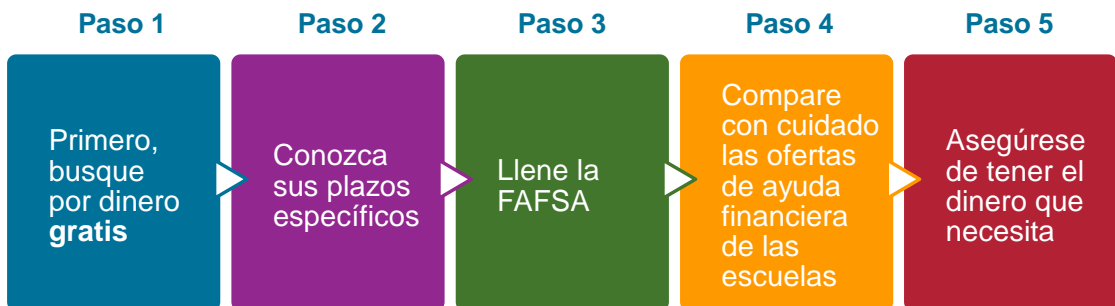 Paso 1
Paso 2
Paso 3
Paso 4
Paso 5
Primero,
busque
por dinero
gratis
Conozca
sus plazos
específicos
Llene la
FAFSA
Compare
con cuidado
las ofertas
de ayuda
financiera
de las
escuelas
Asegúrese
de tener el
dinero que
necesita